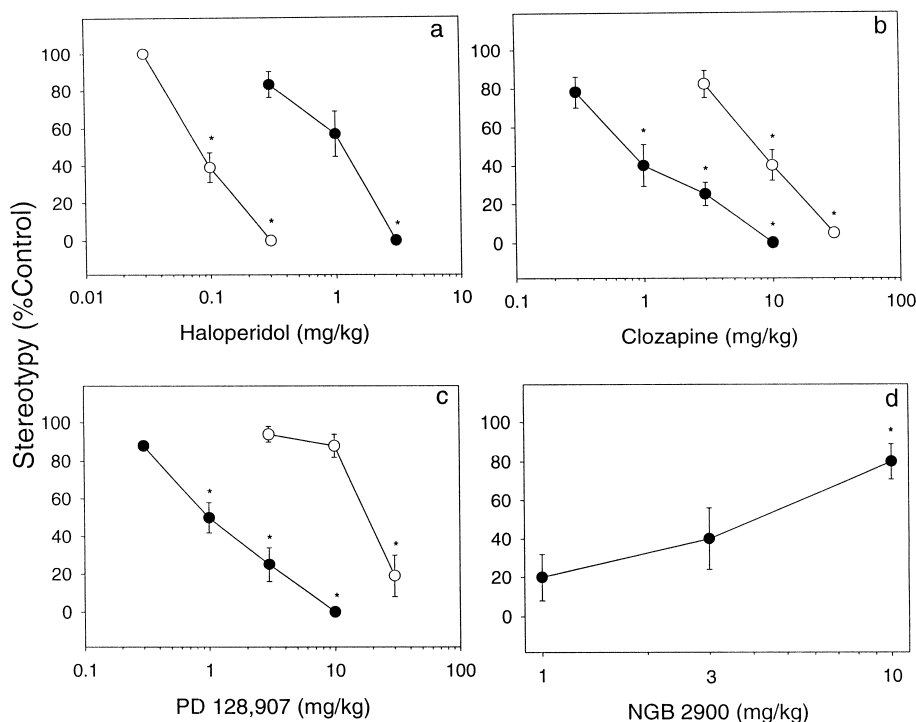 Stereotypy (%Control)
a
100
80
60
40
20
0
*
*
*
0.01 0.1 1 10
Haloperidol (mg/kg)
b
100
80
60
40
20
0
*
*
*
*
*
0.1 1 10 100
Clozapine (mg/kg)
c
100
80
60
40
20
0
*
*
*
*
0.1 1 10 100
PD 128,907 (mg/kg)
d
100
80
60
40
20
0
*
1 3 10
NGB 2900 (mg/kg)